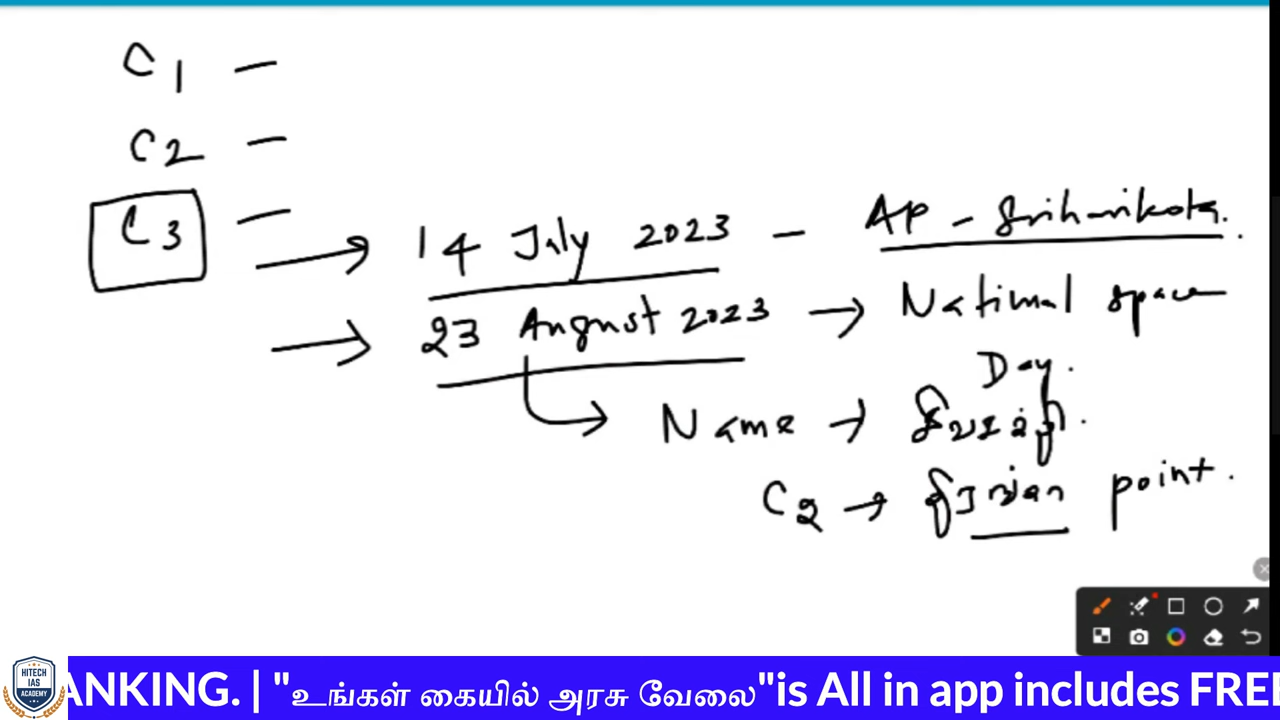 C1 –
C2 –
C3 –
→ 14 July 2023 – AP – Sriharikota.
→ 23 August 2023 → National space
Day.
Name → சிவசக்தி.
C2 → திரங்கா point.
HITECH
IAS
ACADEMY
ANKING. | "உங்கள் கையில் அரசு வேலை"is All in app includes FREE